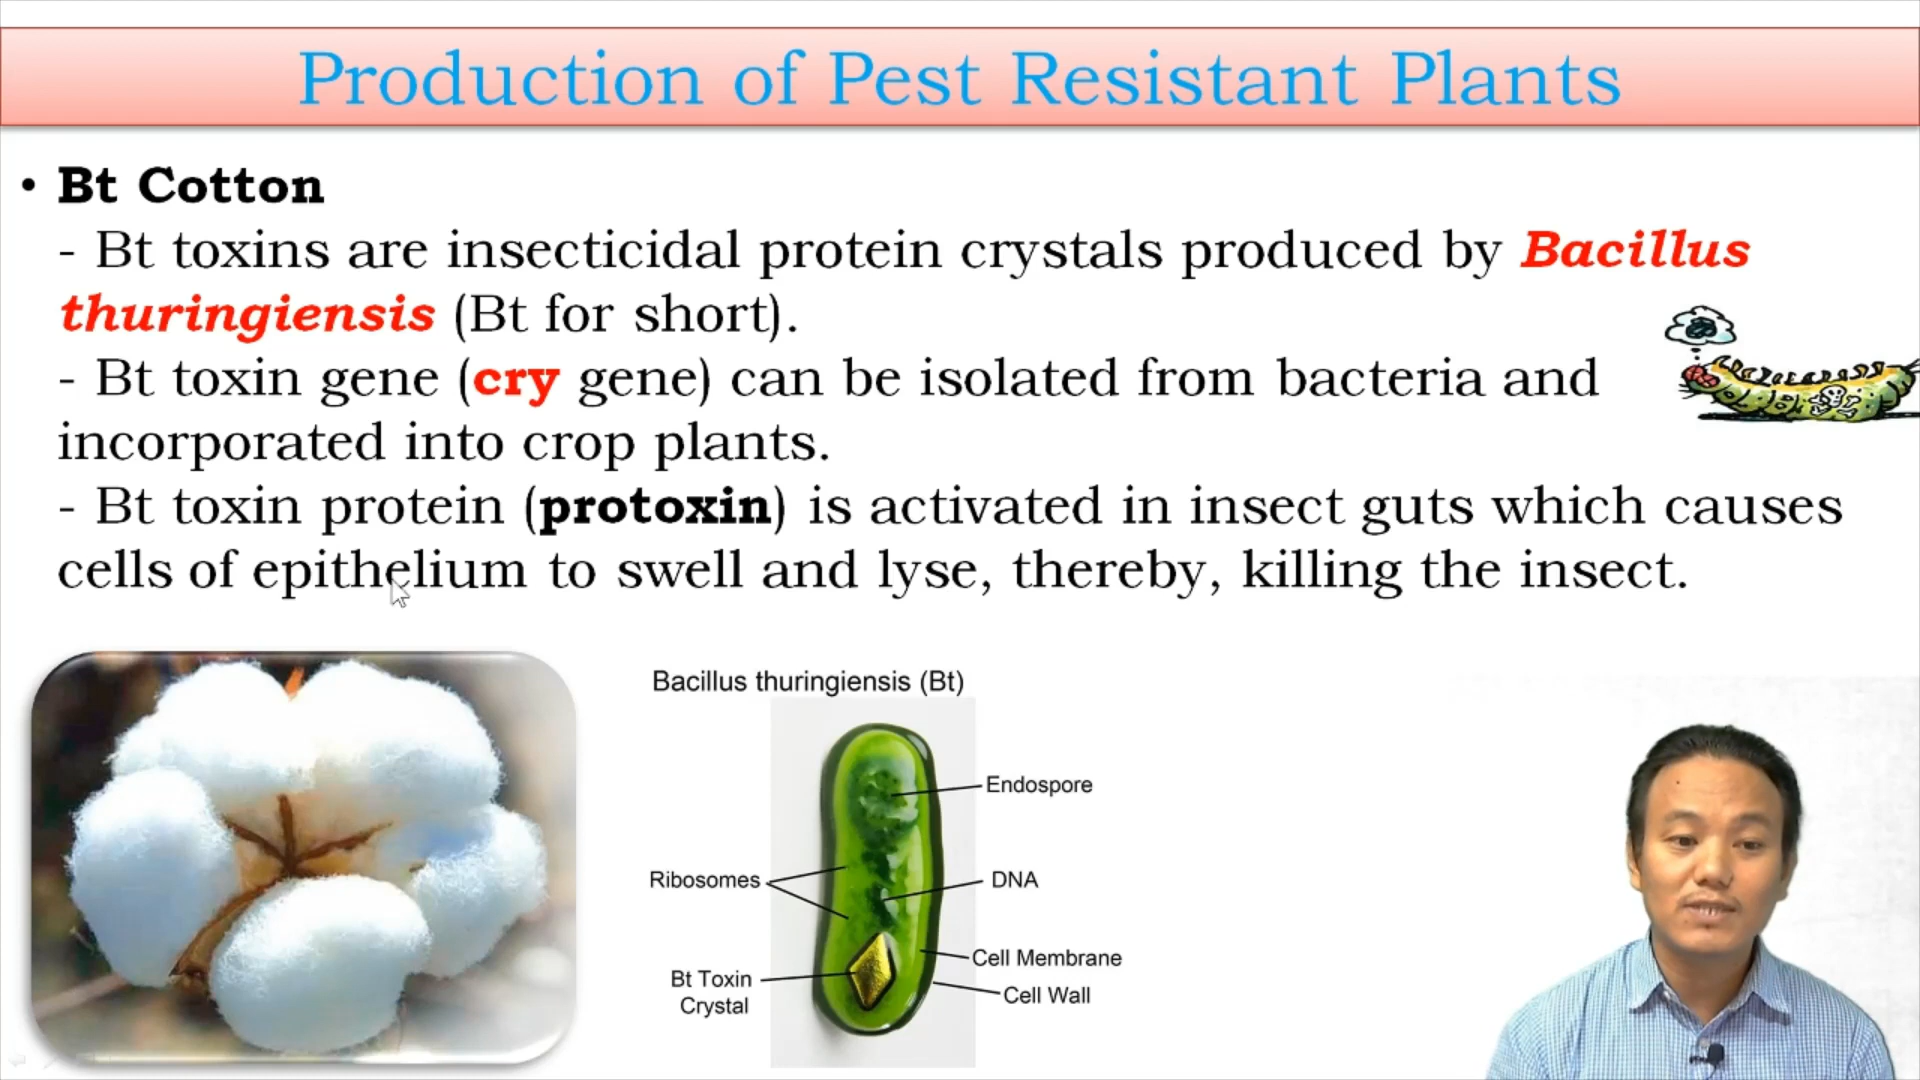 Production of Pest Resistant Plants
• Bt Cotton
- Bt toxins are insecticidal protein crystals produced by Bacillus
thuringiensis (Bt for short).
- Bt toxin gene (cry gene) can be isolated from bacteria and
incorporated into crop plants.
- Bt toxin protein (protoxin) is activated in insect guts which causes
cells of epithelium to swell and lyse, thereby, killing the insect.
Bacillus thuringiensis (Bt)
Endospore
Ribosomes
DNA
Cell Membrane
Bt Toxin
Crystal
Cell Wall